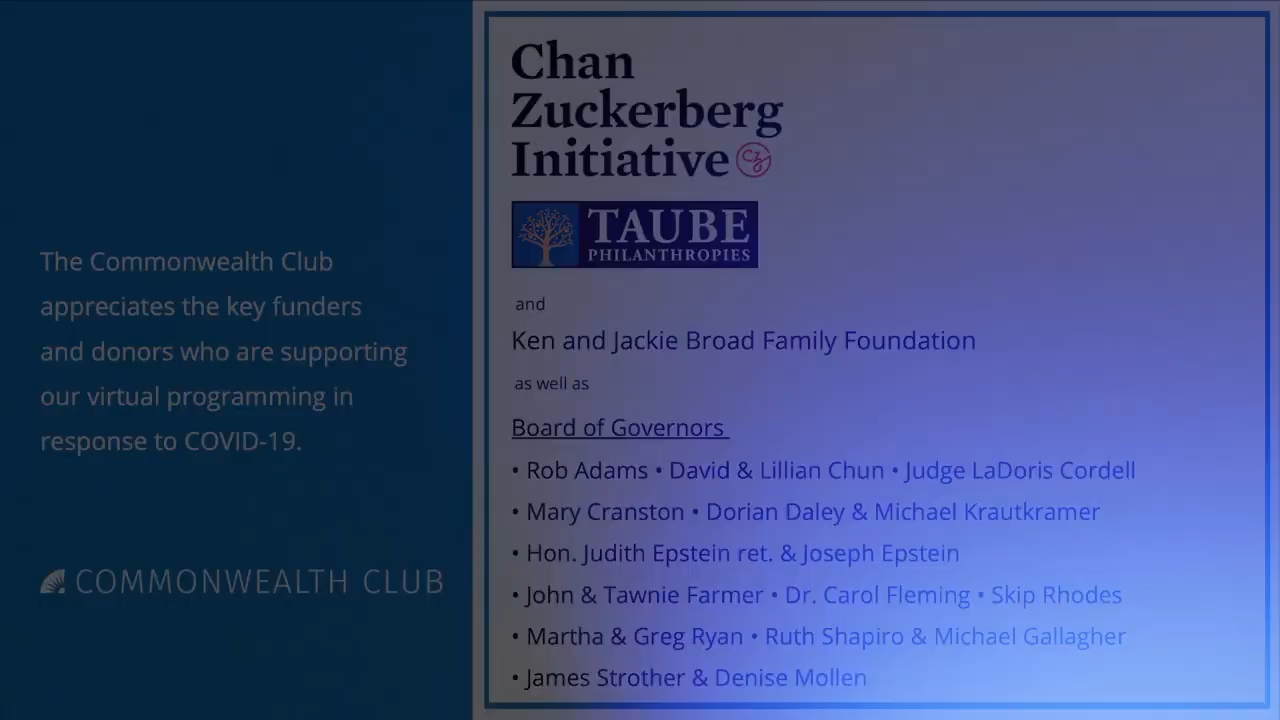 The Commonwealth Club
appreciates the key funders
and donors who are supporting
our virtual programming in
response to COVID-19.
COMMONWEALTH CLUB
Chan
Zuckerberg
Initiative
CZI
TAUBE
PHILANTHROPIES
and
Ken and Jackie Broad Family Foundation
as well as
Board of Governors
• Rob Adams • David & Lillian Chun • Judge LaDoris Cordell
• Mary Cranston • Dorian Daley & Michael Krautkramer
• Hon. Judith Epstein ret. & Joseph Epstein
• John & Tawnie Farmer • Dr. Carol Fleming • Skip Rhodes
• Martha & Greg Ryan • Ruth Shapiro & Michael Gallagher
• James Strother & Denise Mollen